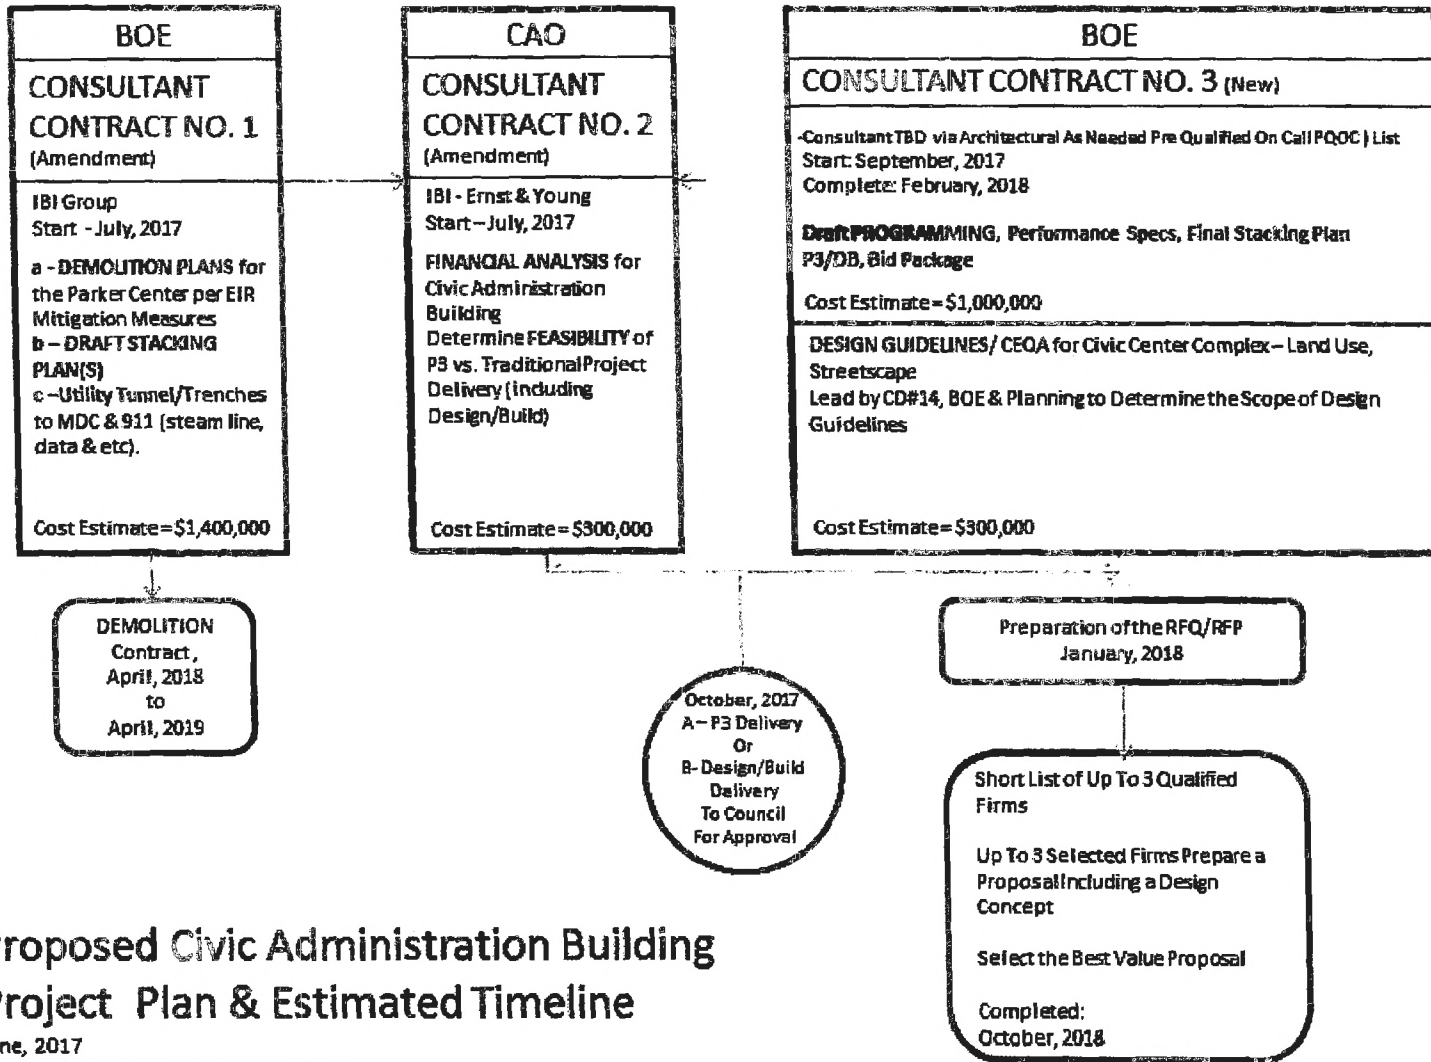 BOE
CONSULTANT
CONTRACT NO. 1
(Amendment)
IBI Group
Start - July, 2017
a - DEMOLITION PLANS for
the Parker Center per EIR
Mitigation Measures
b – DRAFT STACKING
PLAN(S)
c –Utility Tunnel/Trenches
to MDC & 911 (steam line,
data & etc).
Cost Estimate= $1,400,000
CAO
CONSULTANT
CONTRACT NO. 2
(Amendment)
IBI - Ernst & Young
Start – July, 2017
FINANCIAL ANALYSIS for
Civic Administration
Building
Determine FEASIBILITY of
P3 vs. Traditional Project
Delivery (including
Design/Build)
Cost Estimate= $300,000
BOE
CONSULTANT CONTRACT NO. 3 (New)
-Consultant TBD via Architectural As Needed Pre Qualified On Call PQOC ) List
Start: September, 2017
Complete: February, 2018
Draft PROGRAMMING, Performance Specs, Final Stacking Plan
P3/DB, Bid Package
Cost Estimate= $1,000,000
DESIGN GUIDELINES/ CEQA for Civic Center Complex – Land Use,
Streetscape
Lead by CD#14, BOE & Planning to Determine the Scope of Design
Guidelines
Cost Estimate= $300,000
DEMOLITION
Contract,
April, 2018
to
April, 2019
October, 2017
A – P3 Delivery
Or
B- Design/Build
Delivery
To Council
For Approval
Preparation of the RFQ/RFP
January, 2018
Short List of Up To 3 Qualified
Firms
Up To 3 Selected Firms Prepare a
Proposal Including a Design
Concept
Select the Best Value Proposal
Completed:
October, 2018
roposed Civic Administration Building
Project Plan & Estimated Timeline
ne, 2017